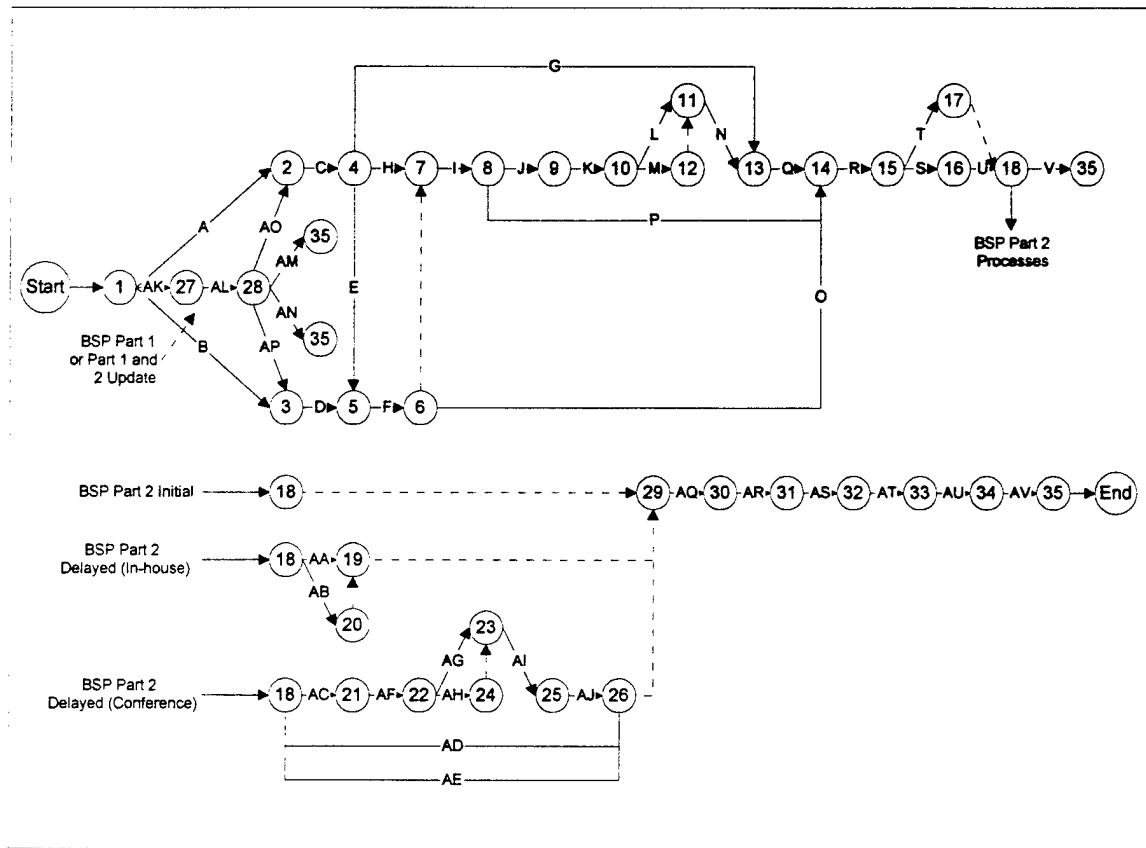 G
11
17
L
N
T
2
C
4
H
7
I
8
J
9
K
10
M
12
13
Q
14
R
15
S
16
U
18
V
35
A
AO
35
P
BSP Part 2
Processes
AM
Start
1
AK
27
AL
28
E
O
AN
35
BSP Part 1
or Part 1 and
2 Update
B
AP
3
D
5
F
6
BSP Part 2 Initial
18
29
AQ
30
AR
31
AS
32
AT
33
AU
34
AV
35
End
BSP Part 2
Delayed (In-house)
18
AA
19
AB
20
23
AG
AI
BSP Part 2
Delayed (Conference)
18
AC
21
AF
22
AH
24
25
AJ
26
AD
AE